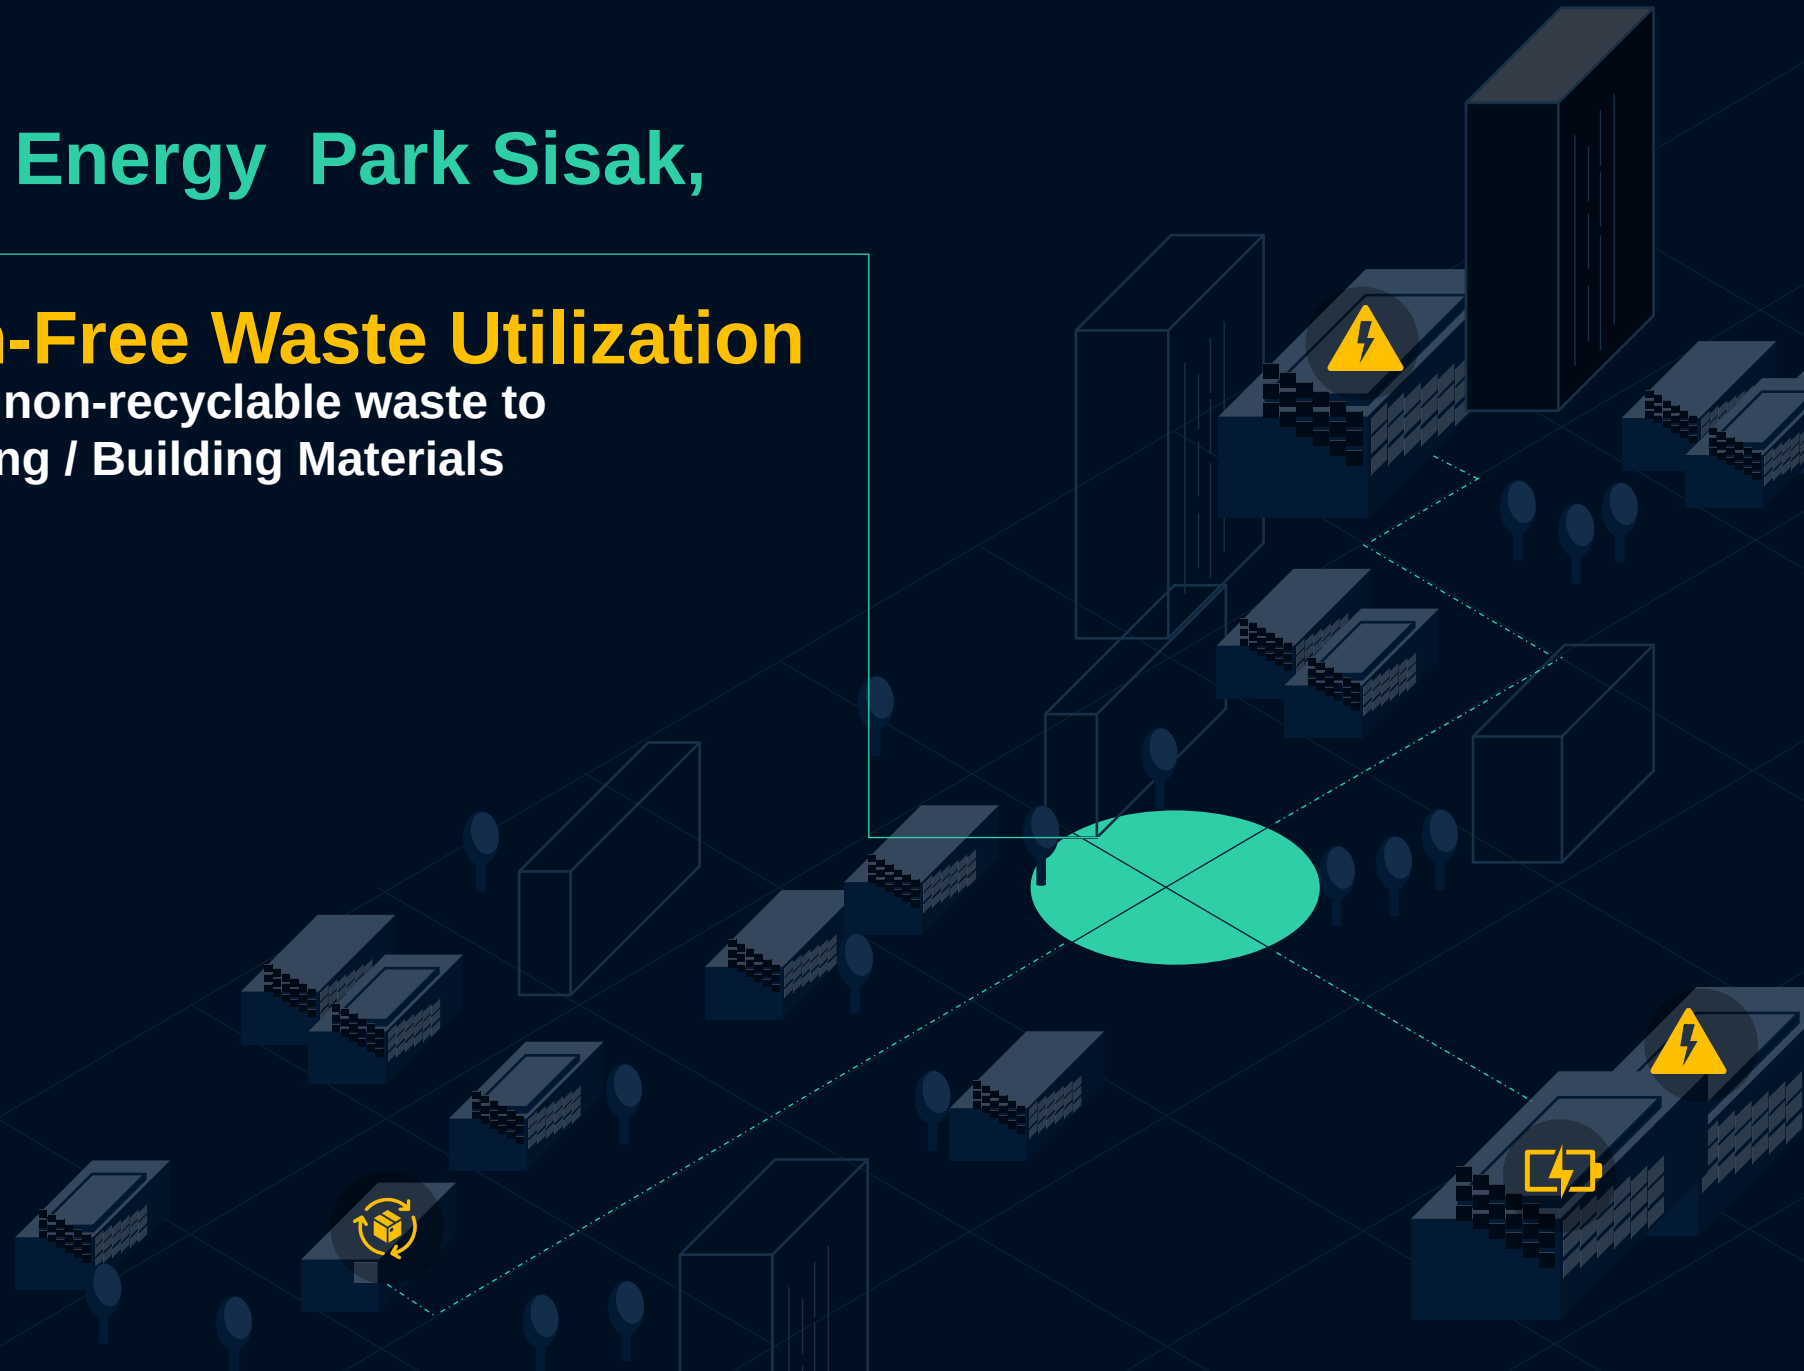 Energy Park Sisak,
-Free Waste Utilization
non-recyclable waste to
ng / Building Materials